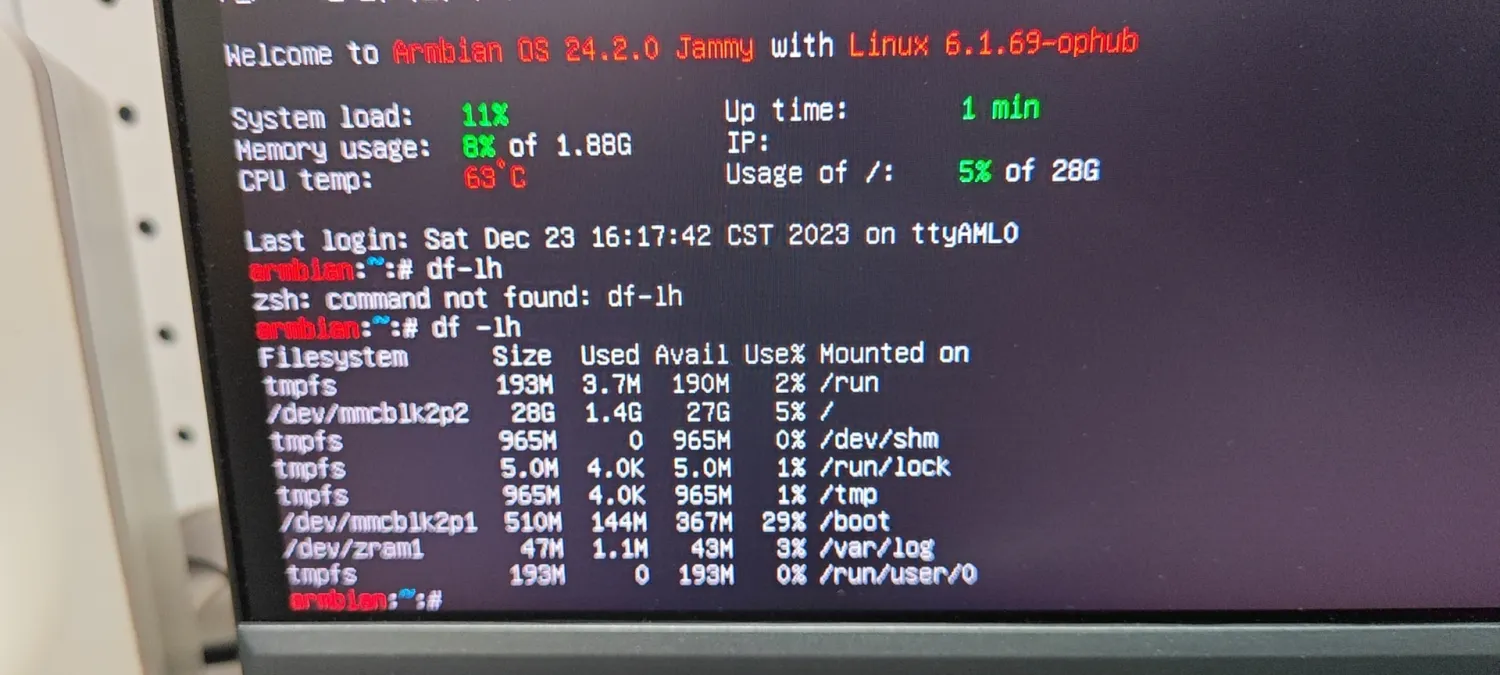 Welcome to Armbian OS 24.2.0 Jammy with Linux 6.1.69-ophub
System load: 11% Up time: 1 min
Memory usage: 8% of 1.88G IP:
CPU temp: 63°C Usage of /: 5% of 28G
Last login: Sat Dec 23 16:17:42 CST 2023 on ttyAML0
armbian:~:# df-lh
zsh: command not found: df-lh
armbian:~:# df -lh
Filesystem Size Used Avail Use% Mounted on
tmpfs 193M 3.7M 190M 2% /run
/dev/mmcblk2p2 28G 1.4G 27G 5% /
tmpfs 965M 0 965M 0% /dev/shm
tmpfs 5.0M 4.0K 5.0M 1% /run/lock
tmpfs 965M 4.0K 965M 1% /tmp
/dev/mmcblk2p1 510M 144M 367M 29% /boot
/dev/zram1 47M 1.1M 43M 3% /var/log
tmpfs 193M 0 193M 0% /run/user/0
armbian:~:#